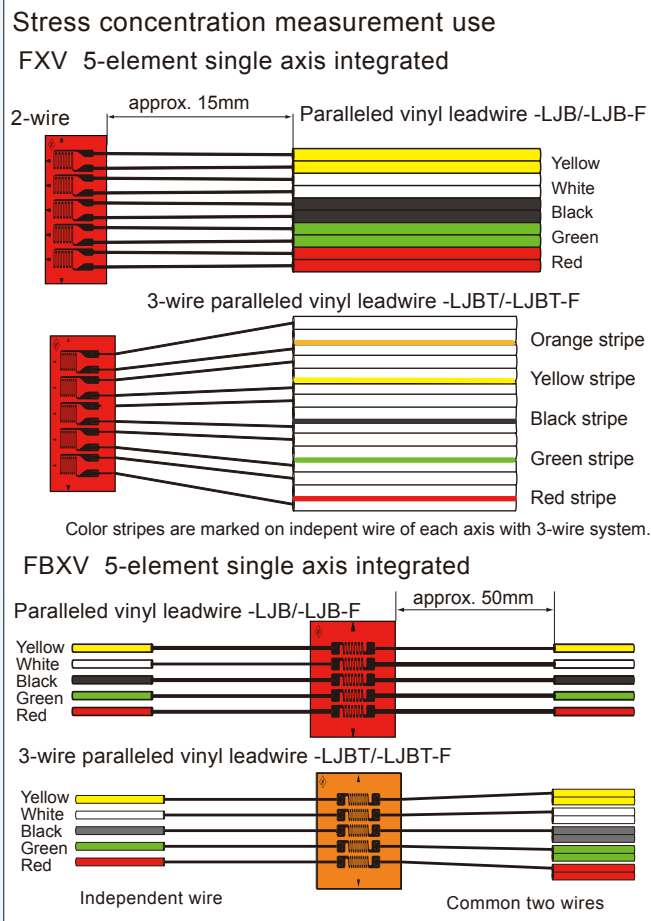 Stress concentration measurement use
FXV 5-element single axis integrated
approx. 15mm
2-wire
Paralleled vinyl leadwire -LJB/-LJB-F
Yellow
White
Black
Green
Red
3-wire paralleled vinyl leadwire -LJBT/-LJBT-F
Orange stripe
Yellow stripe
Black stripe
Green stripe
Red stripe
Color stripes are marked on indepent wire of each axis with 3-wire system.
FBXV 5-element single axis integrated
approx. 50mm
Paralleled vinyl leadwire -LJB/-LJB-F
Yellow
White
Black
Green
Red
3-wire paralleled vinyl leadwire -LJBT/-LJBT-F
Yellow
White
Black
Green
Red
Independent wire
Common two wires